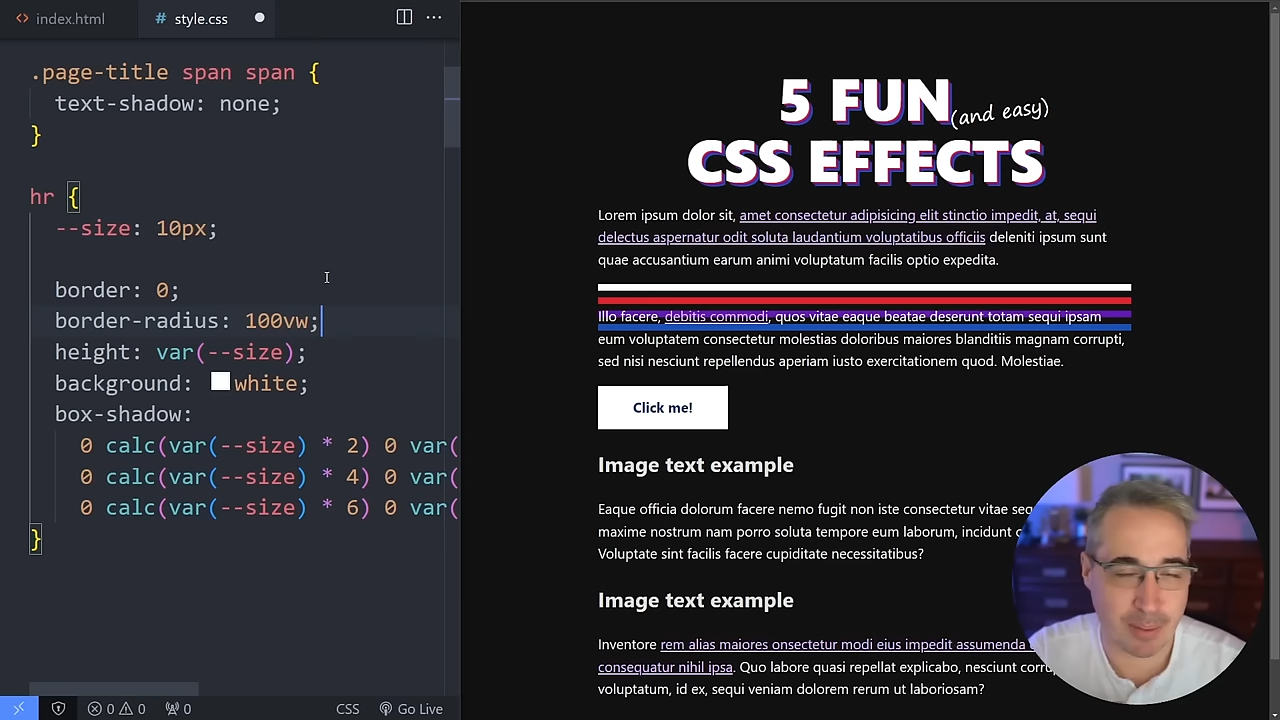 index.html
style.css
.page-title span span {
text-shadow: none;
}
hr {
--size: 10px;
border: 0;
border-radius: 100vw;
height: var(--size);
background: white;
box-shadow:
0 calc(var(--size) * 2) 0 var(
0 calc(var(--size) * 4) 0 var(
0 calc(var(--size) * 6) 0 var(
}
0 0 0
CSS
Go Live
5 FUN (and easy)
CSS EFFECTS
Lorem ipsum dolor sit, amet consectetur adipisicing elit stinctio impedit, at, sequi
delectus aspernatur odit soluta laudantium voluptatibus officiis deleniti ipsum sunt
quae accusantium earum animi voluptatum facilis optio expedita.
Illo facere, debitis commodi, quos vitae eaque beatae deserunt totam sequi ipsam
eum voluptatem consectetur molestias doloribus maiores blanditiis magnam corrupti,
sed nisi nesciunt repellendus aperiam iusto exercitationem quod. Molestiae.
Click me!
Image text example
Eaque officia dolorum facere nemo fugit non iste consectetur vitae
maxime nostrum nam porro soluta tempore eum laborum, incidunt
Voluptate sint facilis facere cupiditate necessitatibus?
Image text example
Inventore rem alias maiores onsectetur modi eius impedit assumenda
consequatur nihil ipsa. Quo labore quasi repellat explicabo, nesciunt
voluptatum, id ex, sequi veniam dolorem rerum ut laboriosam?